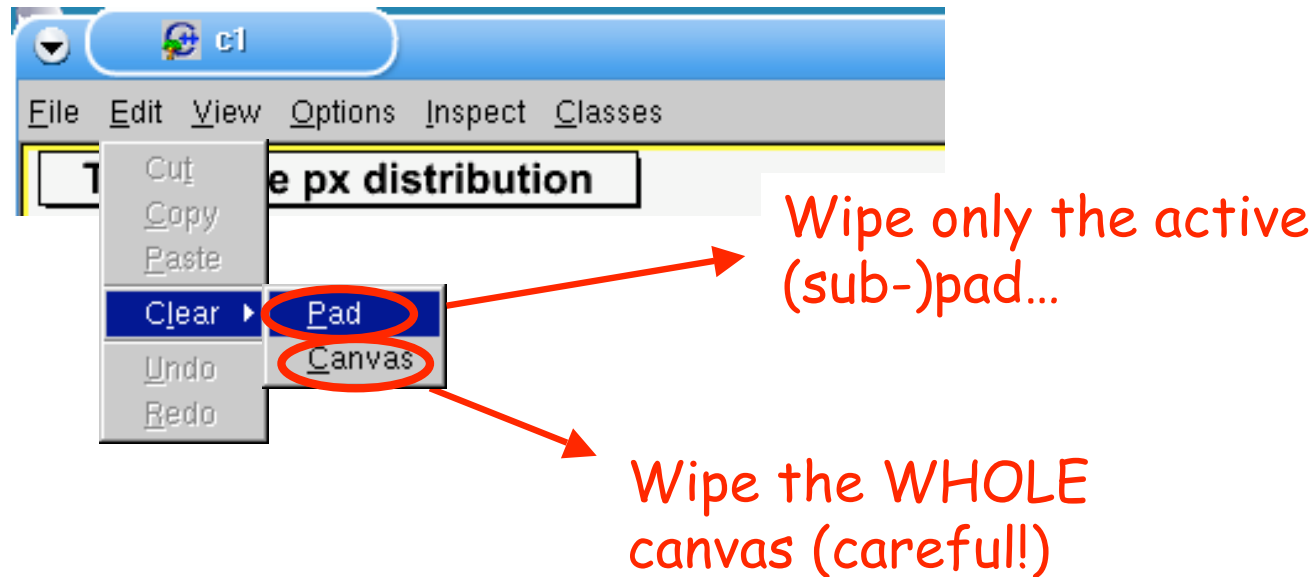 c1
File Edit View Options Inspect Classes
e px distribution
Cut
Copy
Paste
Clear
Undo
Redo
Pad
Canvas
Wipe only the active
(sub-)pad...
Wipe the WHOLE
canvas (careful!)